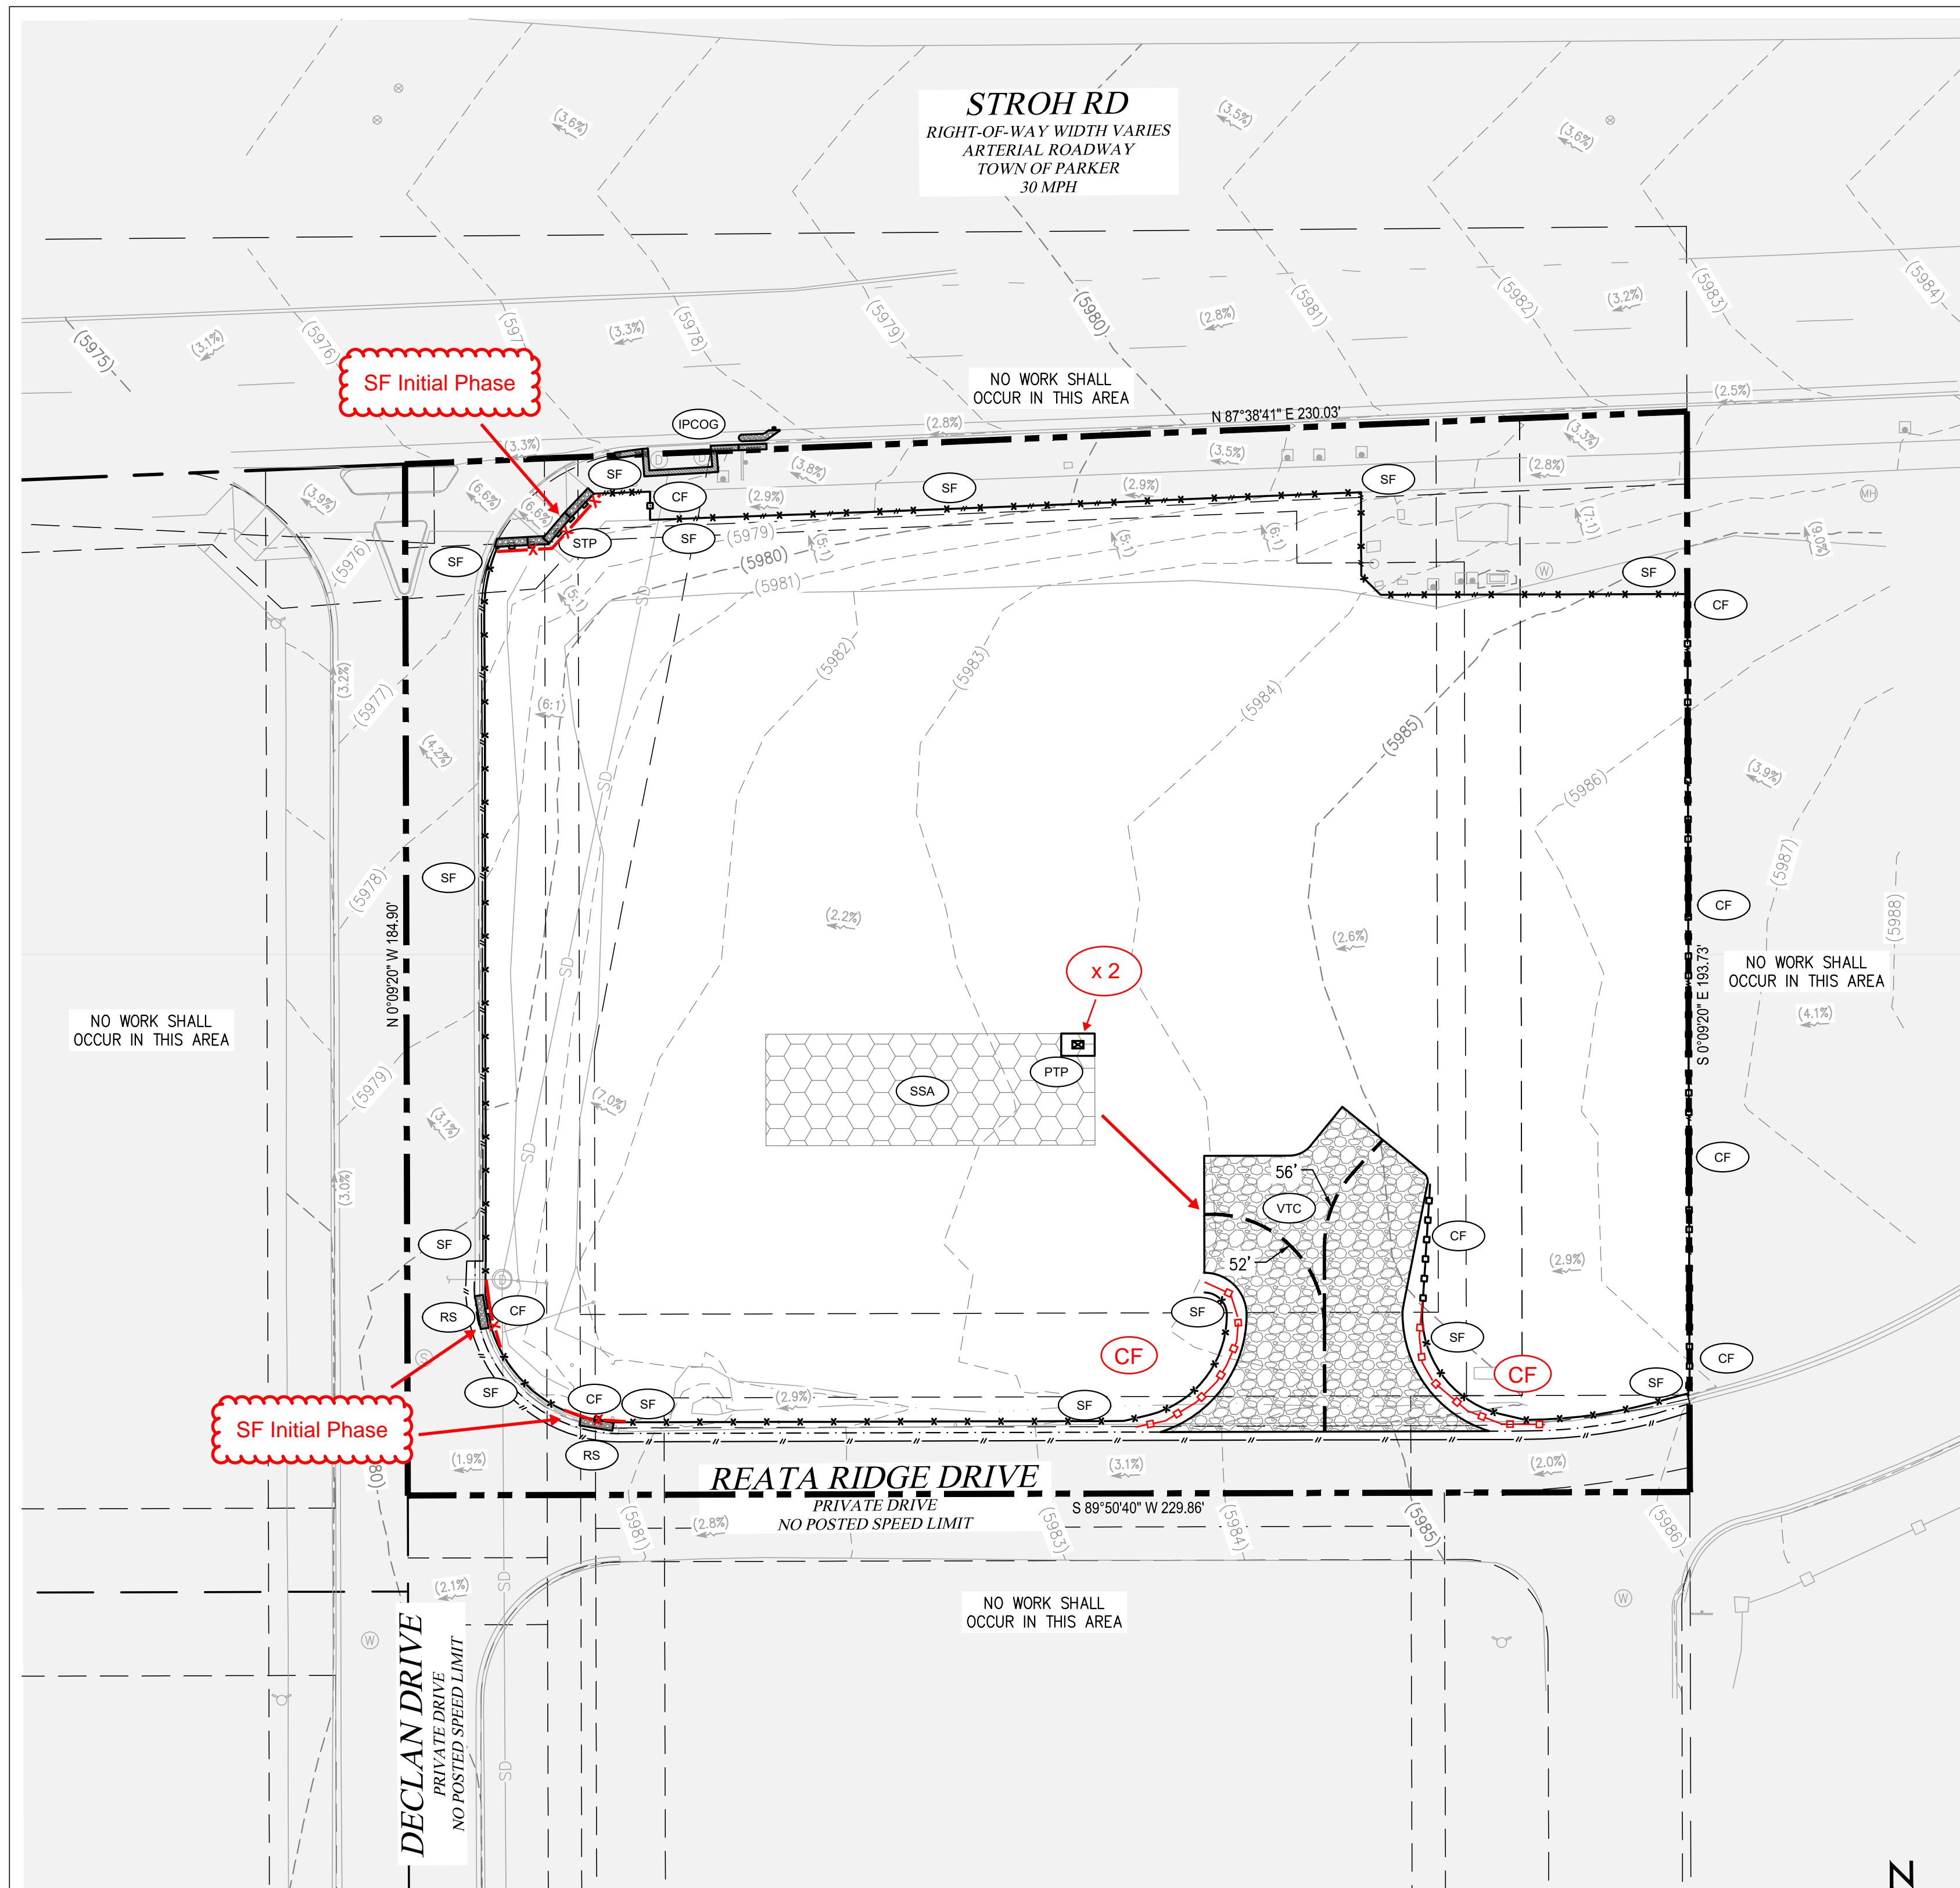 STROH RD
RIGHT-OF-WAY WIDTH VARIES
ARTERIAL ROADWAY
TOWN OF PARKER
30 MPH
(3.6%)
(3.5%)
(3.6%)
(5975)
(3.1%)
(5976)
(3.3%)
(5978)
(5979)
(5980)
(2.8%)
(5981)
(5982)
(3.2%)
(5983)
(5984)
SF Initial Phase
NO WORK SHALL
OCCUR IN THIS AREA
N 87°38'41" E 230.03'
(2.5%)
IPCOG
(2.8%)
(3.3%)
(3.5%)
(3.3%)
(3.9%)
(6.6%)
(6.6%)
SF
D
(3.8%)
(2.8%)
CF
(2.9%)
SF
(2.9%)
SF
MH
STP
SF
(5979)
(5:1)
(5:1)
(6:1)
(7:1)
(9.0%)
SF
(5976)
(5980)
(5981)
(5:1)
SD
W
SF
CF
(3.2%)
(5977)
(5982)
(5983)
(5984)
(6:1)
(5985)
(4.2%)
SD
(5986)
(3.9%)
SF
(5978)
(5987)
(5988)
CF
N 0°09'20" W 184.90'
(2.2%)
(2.6%)
x 2
SD
S 0°09'20" E 193.73'
NO WORK SHALL
OCCUR IN THIS AREA
NO WORK SHALL
OCCUR IN THIS AREA
(4.1%)
(5979)
PTP
SSA
(7.0%)
(3.1%)
SD
CF
(3.0%)
56'
VTC
SF
CF
52'
(2.9%)
D
RS
CF
SF
SF
S
CF
CF
CF
SF
SF
CF
SF
SF
(2.9%)
SF Initial Phase
RS
(1.9%)
80)
REATA RIDGE DRIVE
PRIVATE DRIVE
NO POSTED SPEED LIMIT
(3.1%)
(2.0%)
S 89°50'40" W 229.86'
(5981)
(2.8%)
(5983)
(5984)
(5985)
(5986)
(2.1%)
SD
NO WORK SHALL
OCCUR IN THIS AREA
W
W
DECLAN DRIVE
PRIVATE DRIVE
NO POSTED SPEED LIMIT
SD
N